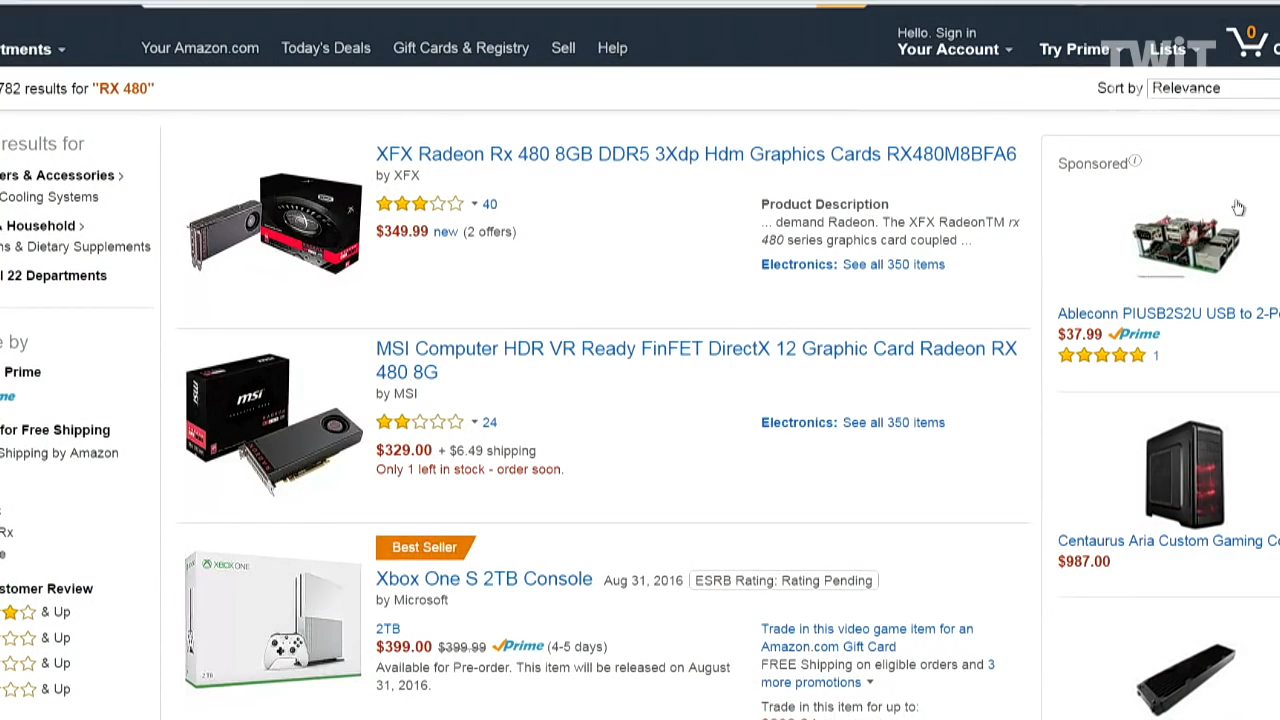 tments
Your Amazon.com
Today's Deals
Gift Cards & Registry
Sell
Help
Hello. Sign in
Your Account
Try Prime
Lists
0
TWiT
782 results for "RX 480"
Sort by Relevance
results for
ers & Accessories
Cooling Systems
Household
ns & Dietary Supplements
l 22 Departments
e by
Prime
me
for Free Shipping
Shipping by Amazon
Rx
e
stomer Review
& Up
& Up
& Up
& Up
XFX Radeon Rx 480 8GB DDR5 3Xdp Hdm Graphics Cards RX480M8BFA6
by XFX
40
$349.99 new (2 offers)
Product Description
... demand Radeon. The XFX RadeonTM rx
480 series graphics card coupled ...
Electronics: See all 350 items
msi
MSI Computer HDR VR Ready FinFET DirectX 12 Graphic Card Radeon RX
480 8G
by MSI
24
$329.00 + $6.49 shipping
Only 1 left in stock - order soon.
Electronics: See all 350 items
XBOX ONE
2TB
Best Seller
Xbox One S 2TB Console Aug 31, 2016 ESRB Rating: Rating Pending
by Microsoft
2TB
$399.00 $399.99 Prime (4-5 days)
Available for Pre-order. This item will be released on August
31, 2016.
Trade in this video game item for an
Amazon.com Gift Card
FREE Shipping on eligible orders and 3
more promotions
Trade in this item for up to:
Sponsored
Ableconn PIUSB2S2U USB to 2-P
$37.99 Prime
1
Centaurus Aria Custom Gaming Co
$987.00